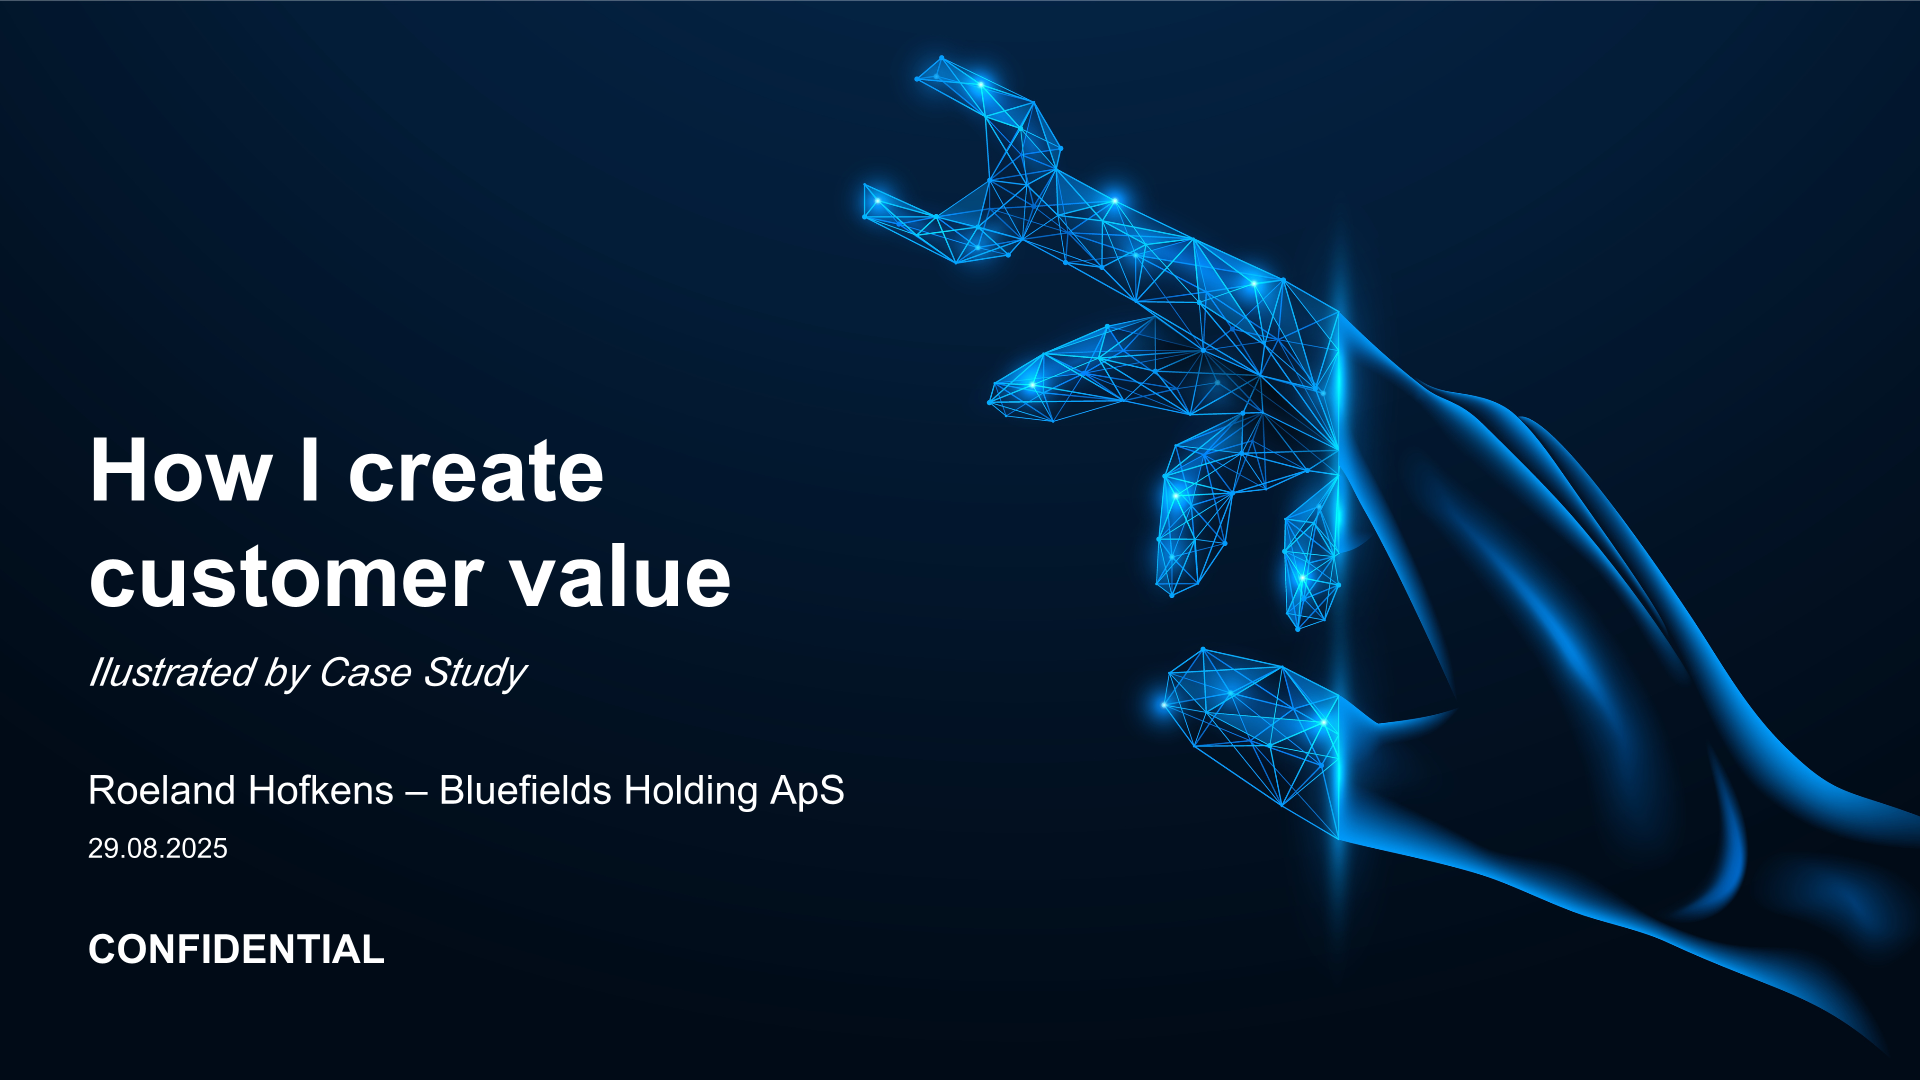 How I create
customer value
Ilustrated by Case Study
Roeland Hofkens – Bluefields Holding ApS
29.08.2025
CONFIDENTIAL